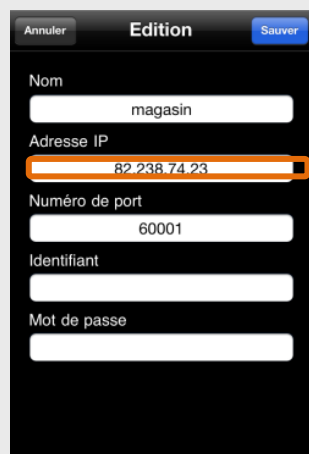 Annuler Edition Sauver
Nom
magasin
Adresse IP
82.238.74.23
Numéro de port
60001
Identifiant
Mot de passe